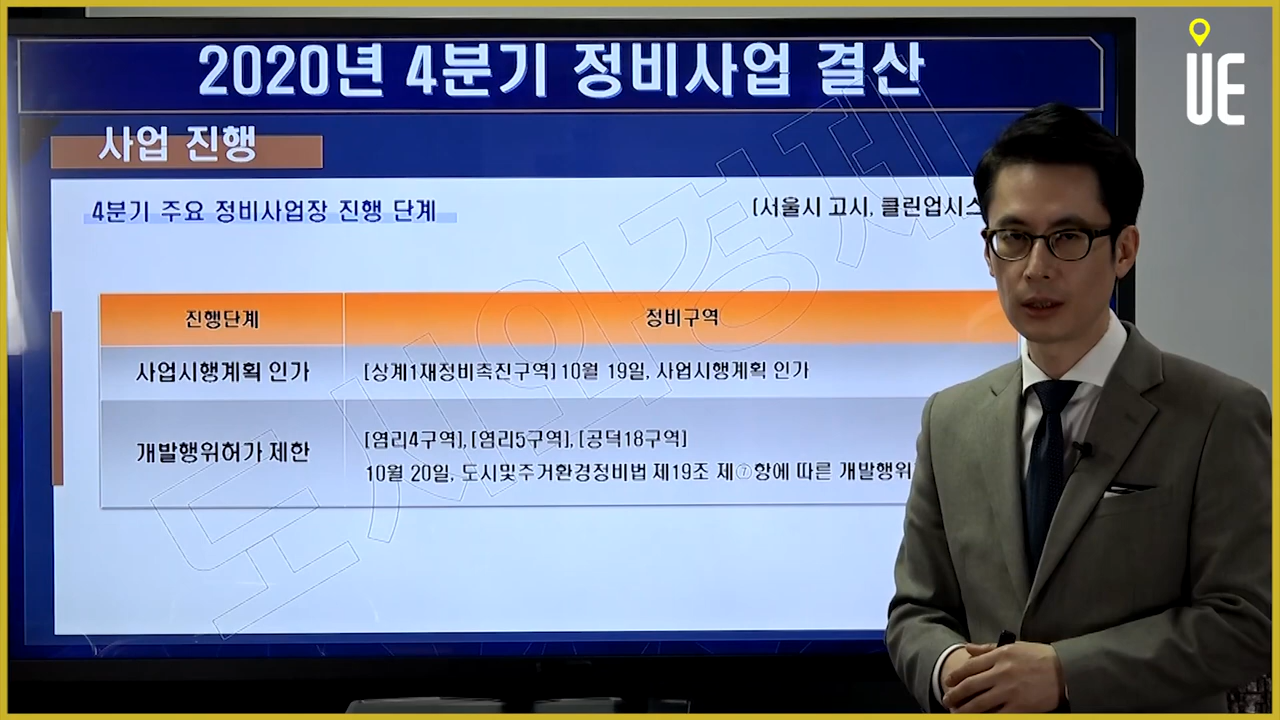 2020년 4분기 정비사업 결산
UE
사업 진행
4분기 주요 정비사업장 진행 단계
(서울시 고시, 클린업시스
진행단계
정비구역
사업시행계획 인가
[상계1재정비촉진구역] 10월 19일, 사업시행계획 인가
개발행위허가 제한
[염리4구역], [염리5구역], [공덕18구역]
10월 20일, 도시및주거환경정비법 제19조 제⑦항에 따른 개발행위
도시와경제